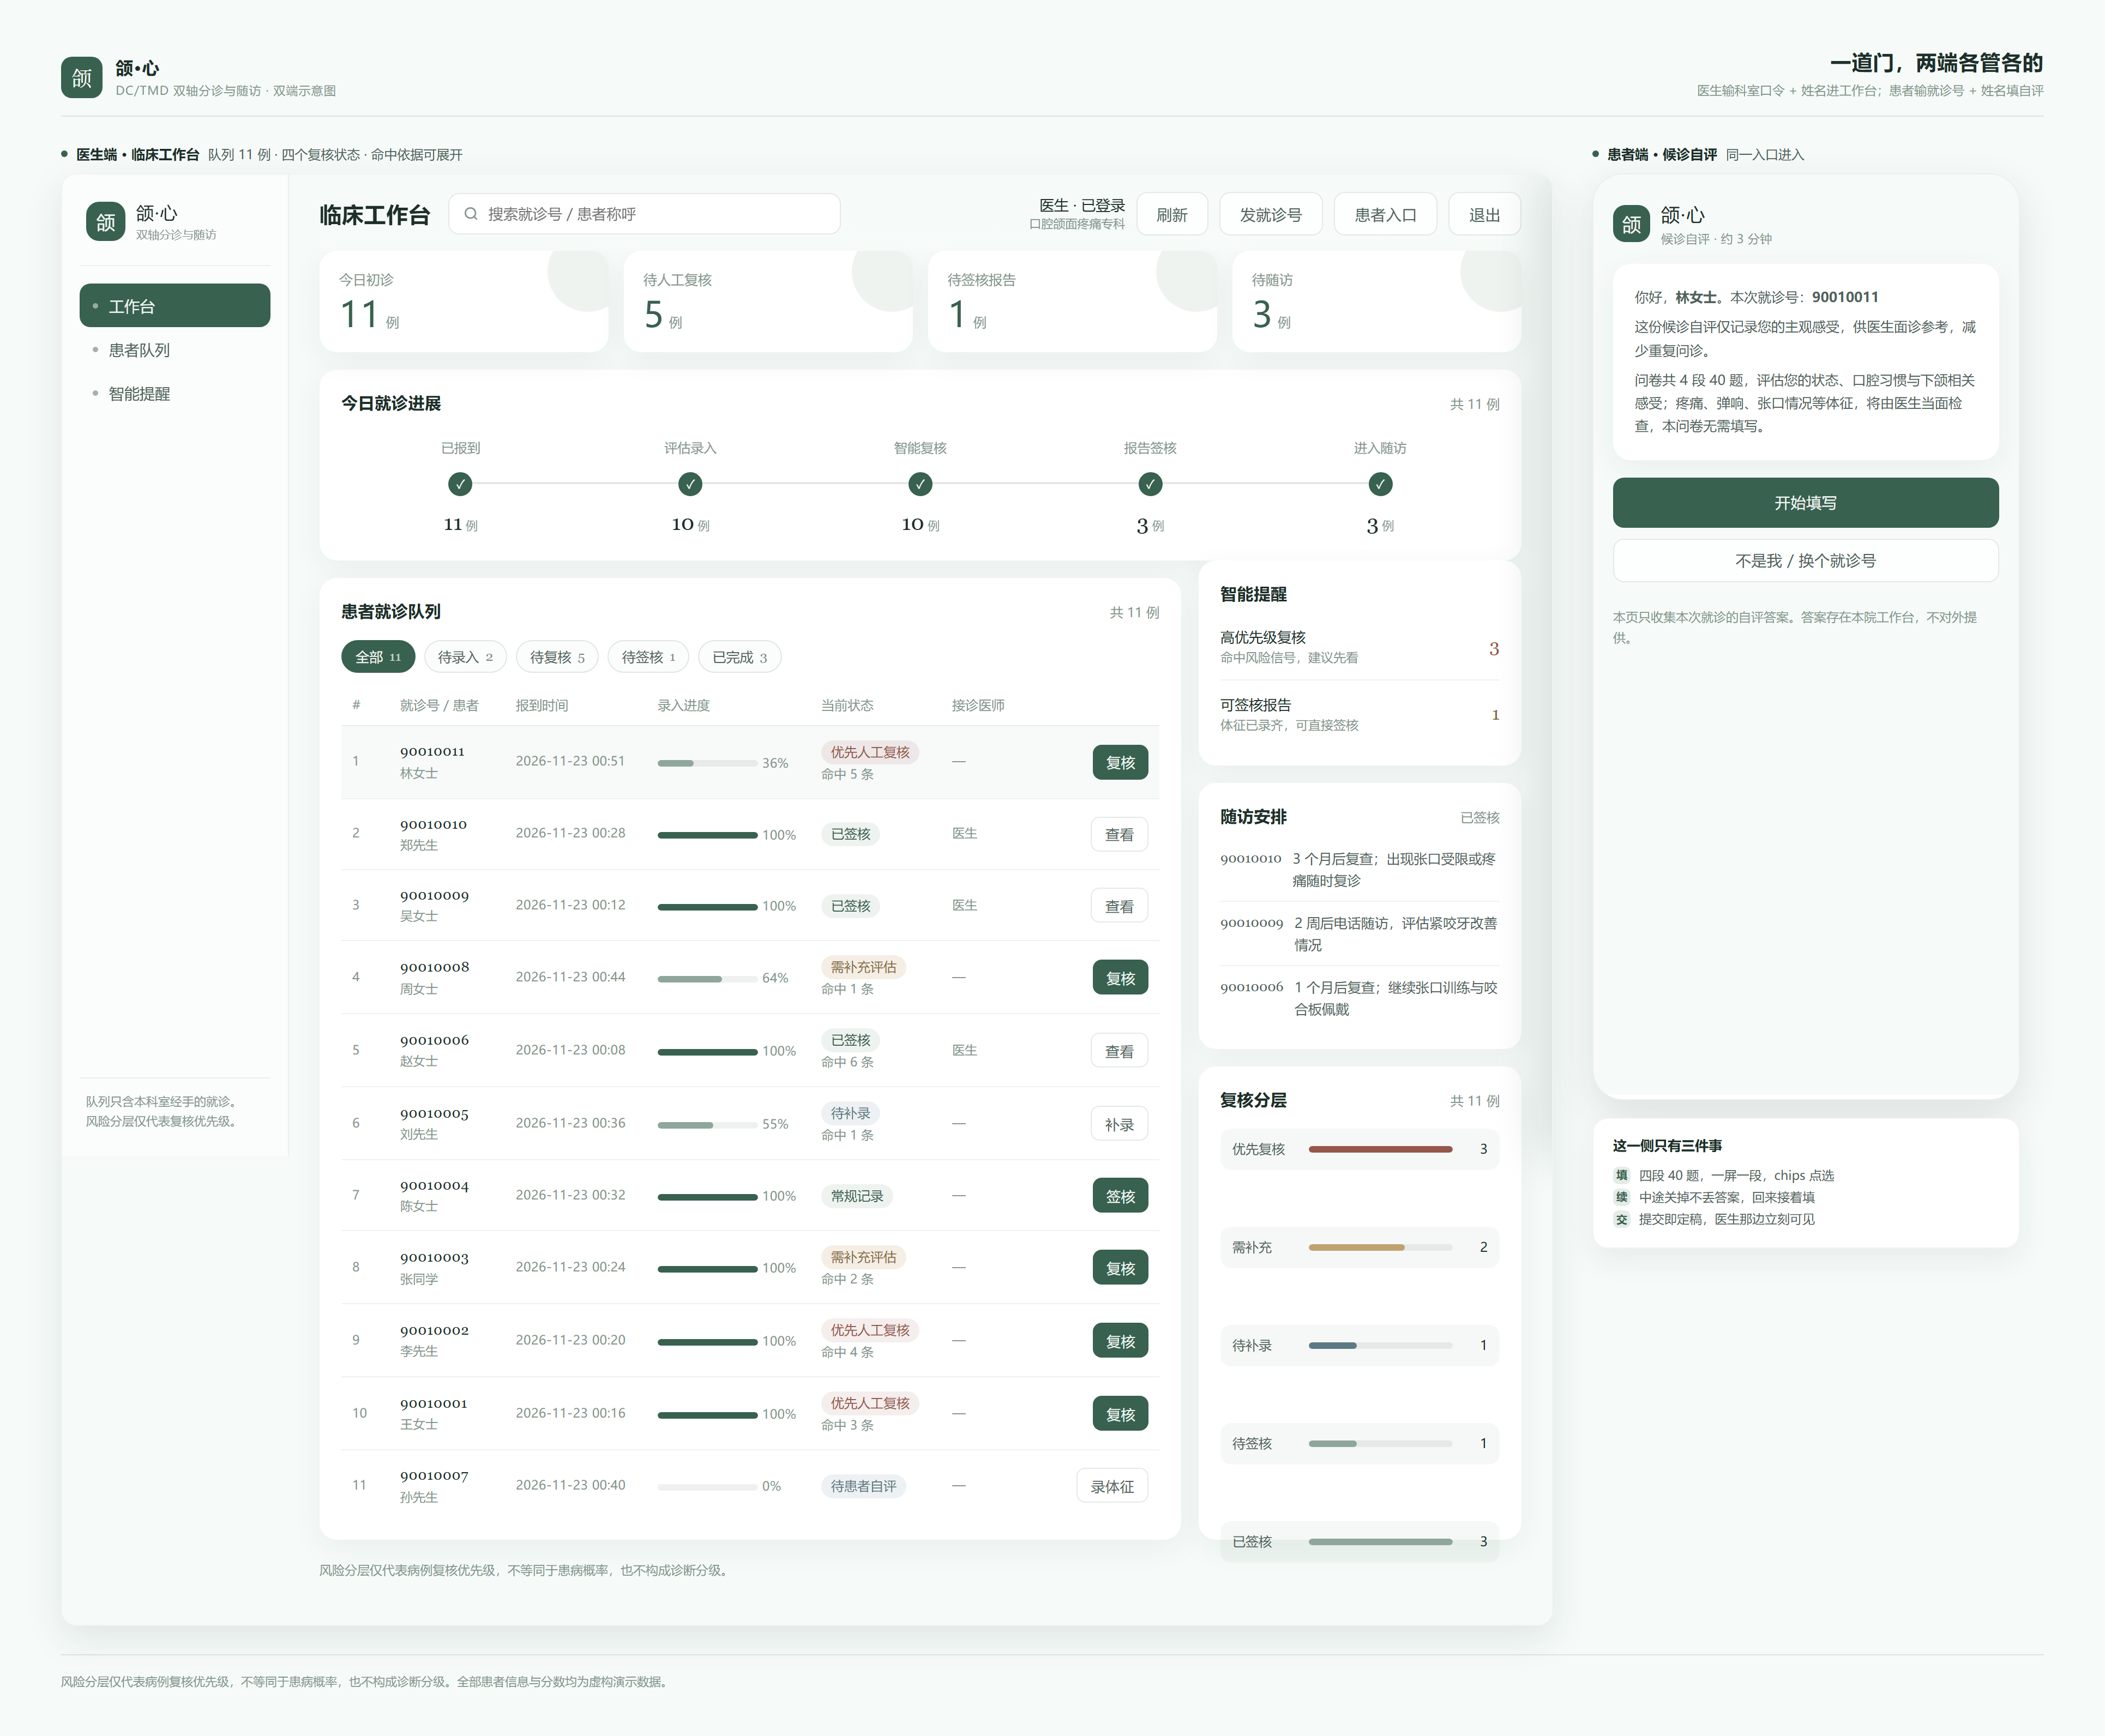 颌
颌·心
DC/TMD 双轴分诊与随访 · 双端示意图
一道门，两端各管各的
医生输科室口令 + 姓名进工作台；患者输就诊号 + 姓名填自评
医生端 · 临床工作台 队列 11 例 · 四个复核状态 · 命中依据可展开
颌
颌·心
双轴分诊与随访
工作台
患者队列
智能提醒
队列只含本科室经手的就诊。
风险分层仅代表复核优先级。
临床工作台
搜索就诊号 / 患者称呼
医生 · 已登录
口腔颌面疼痛专科
刷新
发就诊号
患者入口
退出
今日初诊
11 例
待人工复核
5 例
待签核报告
1 例
待随访
3 例
今日就诊进展 共 11 例
已报到 评估录入 智能复核 报告签核 进入随访
✓ ✓ ✓ ✓ ✓
11 例 10 例 10 例 3 例 3 例
患者就诊队列 共 11 例
全部 11 待录入 2 待复核 5 待签核 1 已完成 3
# 就诊号 / 患者 报到时间 录入进度 当前状态 接诊医师
1 90010011 2026-11-23 00:51 36% 优先人工复核 — 复核
林女士 命中 5 条
2 90010010 2026-11-23 00:28 100% 已签核 医生 查看
郑先生
3 90010009 2026-11-23 00:12 100% 已签核 医生 查看
吴女士
4 90010008 2026-11-23 00:44 64% 需补充评估 — 复核
周女士 命中 1 条
5 90010006 2026-11-23 00:08 100% 已签核 医生 查看
赵女士 命中 6 条
6 90010005 2026-11-23 00:36 55% 待补录 — 补录
刘先生 命中 1 条
7 90010004 2026-11-23 00:32 100% 常规记录 — 签核
陈女士
8 90010003 2026-11-23 00:24 100% 需补充评估 — 复核
张同学 命中 2 条
9 90010002 2026-11-23 00:20 100% 优先人工复核 — 复核
李先生 命中 4 条
10 90010001 2026-11-23 00:16 100% 优先人工复核 — 复核
王女士 命中 3 条
11 90010007 2026-11-23 00:40 0% 待患者自评 — 录体征
孙先生
风险分层仅代表病例复核优先级，不等同于患病概率，也不构成诊断分级。
智能提醒
高优先级复核 3
命中风险信号，建议先看
可签核报告 1
体征已录齐，可直接签核
随访安排 已签核
90010010 3 个月后复查；出现张口受限或疼
痛随时复诊
90010009 2 周后电话随访，评估紧咬牙改善
情况
90010006 1 个月后复查；继续张口训练与咬
合板佩戴
复核分层 共 11 例
优先复核 3
需补充 2
待补录 1
待签核 1
已签核 3
患者端 · 候诊自评 同一入口进入
颌
颌·心
候诊自评 · 约 3 分钟
你好，林女士。本次就诊号：90010011
这份候诊自评仅记录您的主观感受，供医生面诊参考，减
少重复问诊。
问卷共 4 段 40 题，评估您的状态、口腔习惯与下颌相关
感受；疼痛、弹响、张口情况等体征，将由医生当面检
查，本问卷无需填写。
开始填写
不是我 / 换个就诊号
本页只收集本次就诊的自评答案。答案存在本院工作台，不对外提
供。
这一侧只有三件事
填 四段 40 题，一屏一段，chips 点选
续 中途关掉不丢答案，回来接着填
交 提交即定稿，医生那边立刻可见
风险分层仅代表病例复核优先级，不等同于患病概率，也不构成诊断分级。全部患者信息与分数均为虚构演示数据。